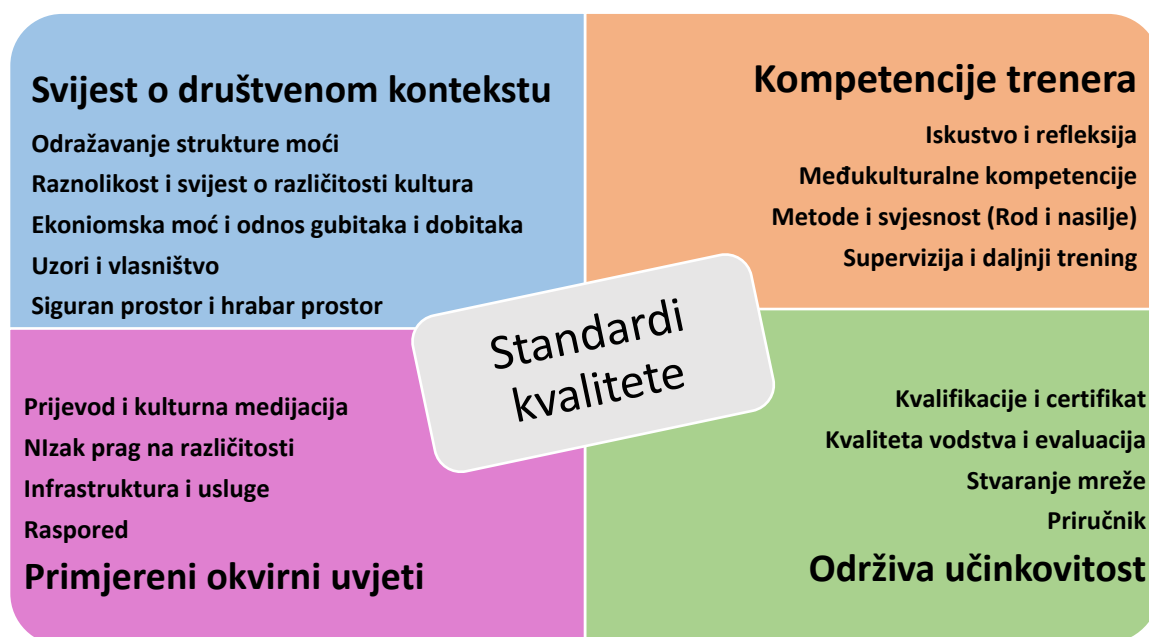 Svijest o društvenom kontekstu
Odražavanje strukture moći
Raznolikost i svijest o različitosti kultura
Ekoniomska moć i odnos gubitaka i dobitaka
Uzori i vlasništvo
Siguran prostor i hrabar prostor
Kompetencije trenera
Iskustvo i refleksija
Međukulturalne kompetencije
Metode i svjesnost (Rod i nasilje)
Supervizija i daljnji trening
Standardi
kvalitete
Prijevod i kulturna medijacija
NIzak prag na različitosti
Infrastruktura i usluge
Raspored
Primjereni okvirni uvjeti
Kvalifikacije i certifikat
Kvaliteta vodstva i evaluacija
Stvaranje mreže
Priručnik
Održiva učinkovitost